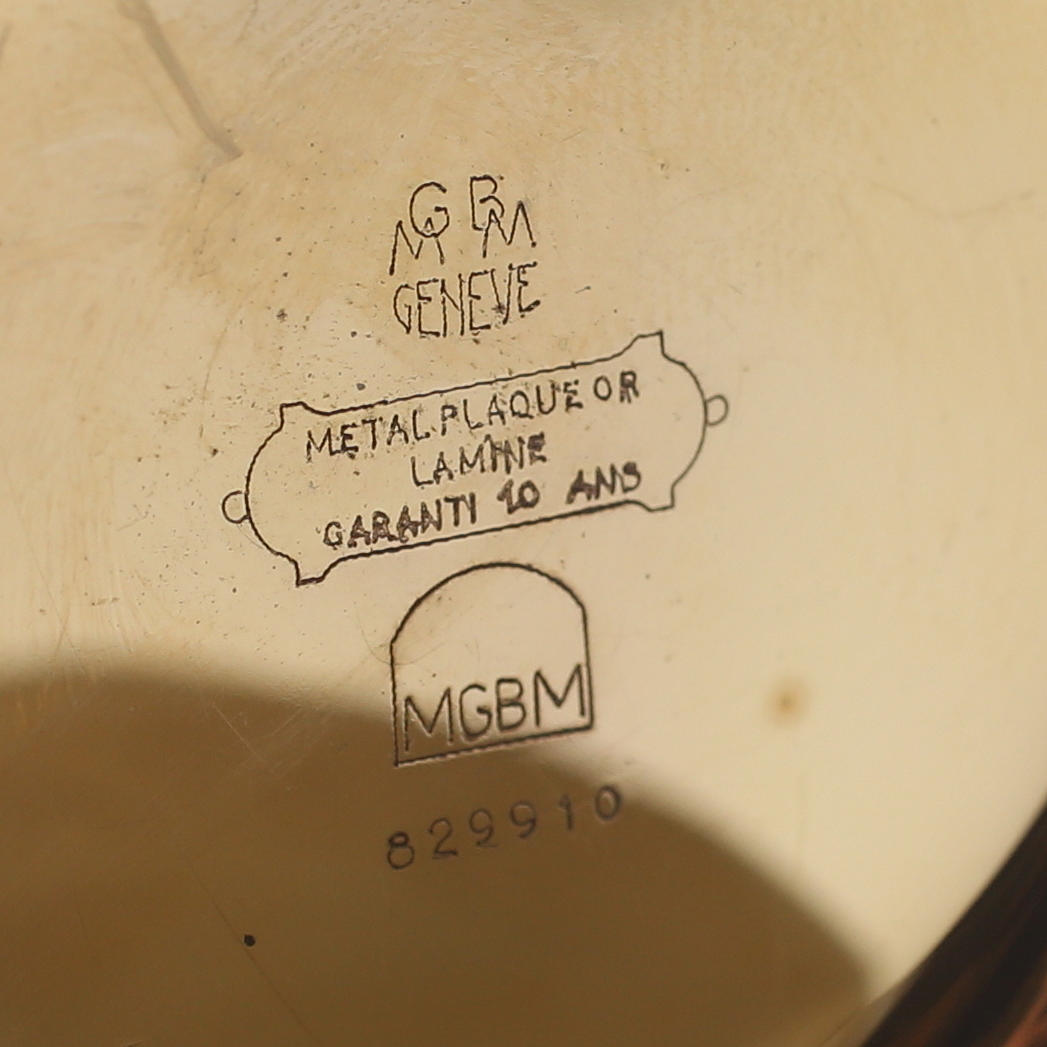 MGBM
GENEVE
METAL PLAQUE OR
LAMINE
GARANTI 10 ANS
MGBM
829910